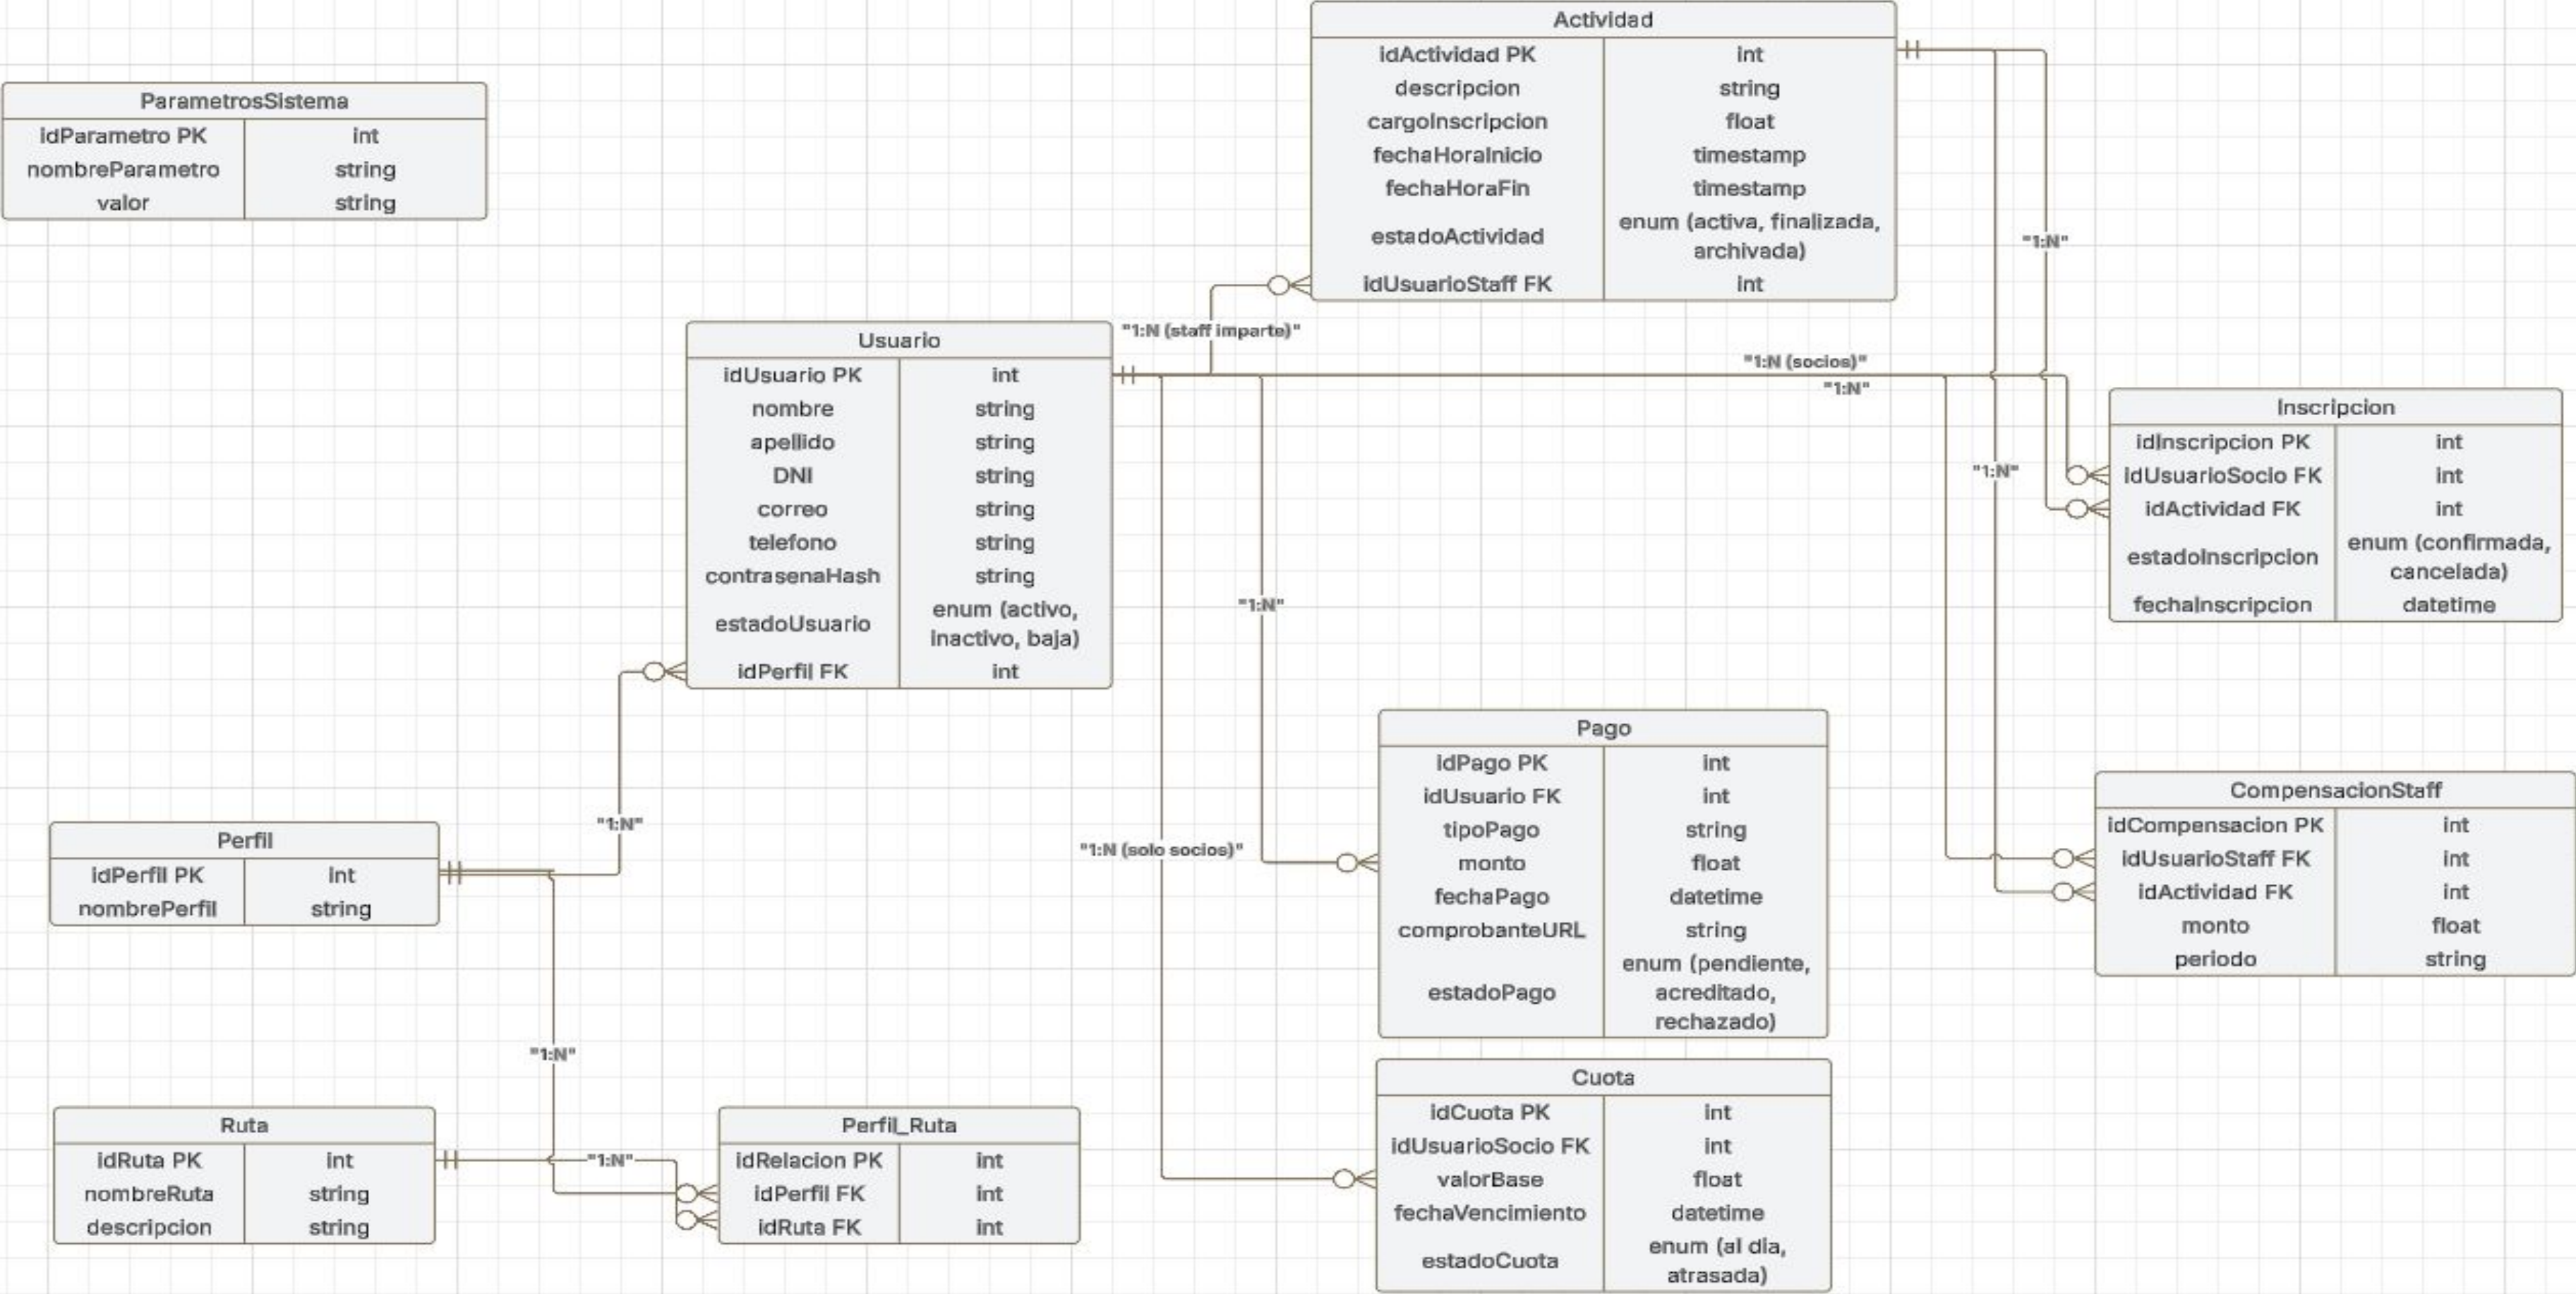 ParametrosSistema
idParametro PK int
nombreParametro string
valor string
Actividad
idActividad PK int
descripcion string
cargoInscripcion float
fechaHoraInicio timestamp
fechaHoraFin timestamp
estadoActividad enum (activa, finalizada,
archivada)
idUsuarioStaff FK int
"1:N"
"1:N (staff imparte)"
"1:N (socios)"
"1:N"
Usuario
idUsuario PK int
nombre string
apellido string
DNI string
correo string
telefono string
contrasenaHash string
estadoUsuario enum (activo,
inactivo, baja)
idPerfil FK int
Inscripcion
idInscripcion PK int
idUsuarioSocio FK int
idActividad FK int
estadoInscripcion enum (confirmada,
cancelada)
fechaInscripcion datetime
"1:N"
"1:N"
Pago
idPago PK int
idUsuario FK int
tipoPago string
monto float
fechaPago datetime
comprobanteURL string
estadoPago enum (pendiente,
acreditado,
rechazado)
CompensacionStaff
idCompensacion PK int
idUsuarioStaff FK int
idActividad FK int
monto float
periodo string
"1:N"
"1:N (solo socios)"
Perfil
idPerfil PK int
nombrePerfil string
"1:N"
Cuota
idCuota PK int
idUsuarioSocio FK int
valorBase float
fechaVencimiento datetime
estadoCuota enum (al dia,
atrasada)
Ruta
idRuta PK int
nombreRuta string
descripcion string
"1:N"
Perfil_Ruta
idRelacion PK int
idPerfil FK int
idRuta FK int